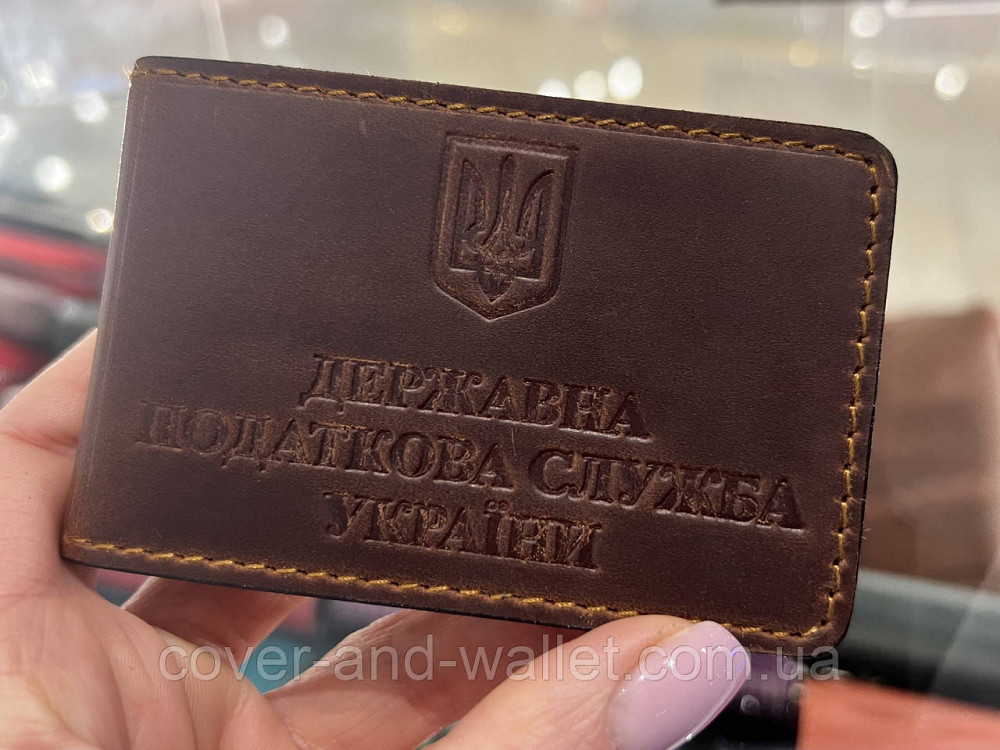 ДЕРЖАВНА
ПОДАТКОВА СЛУЖБА
УКРАЇНИ
cover-and-wallet.com.ua